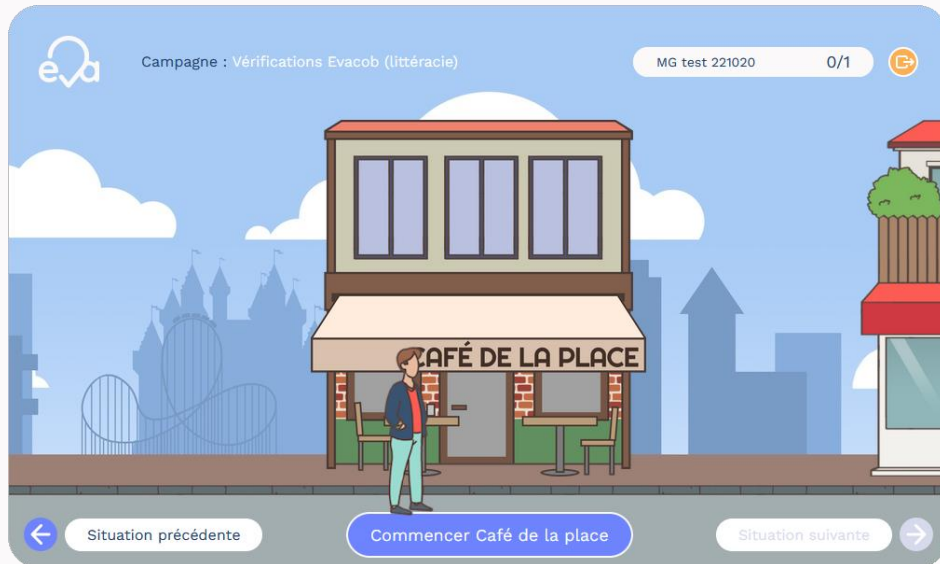 eva
Campagne : Vérifications Evacob (littéracie)
MG test 221020 0/1
CAFÉ DE LA PLACE
Situation précédente
Commencer Café de la place
Situation suivante